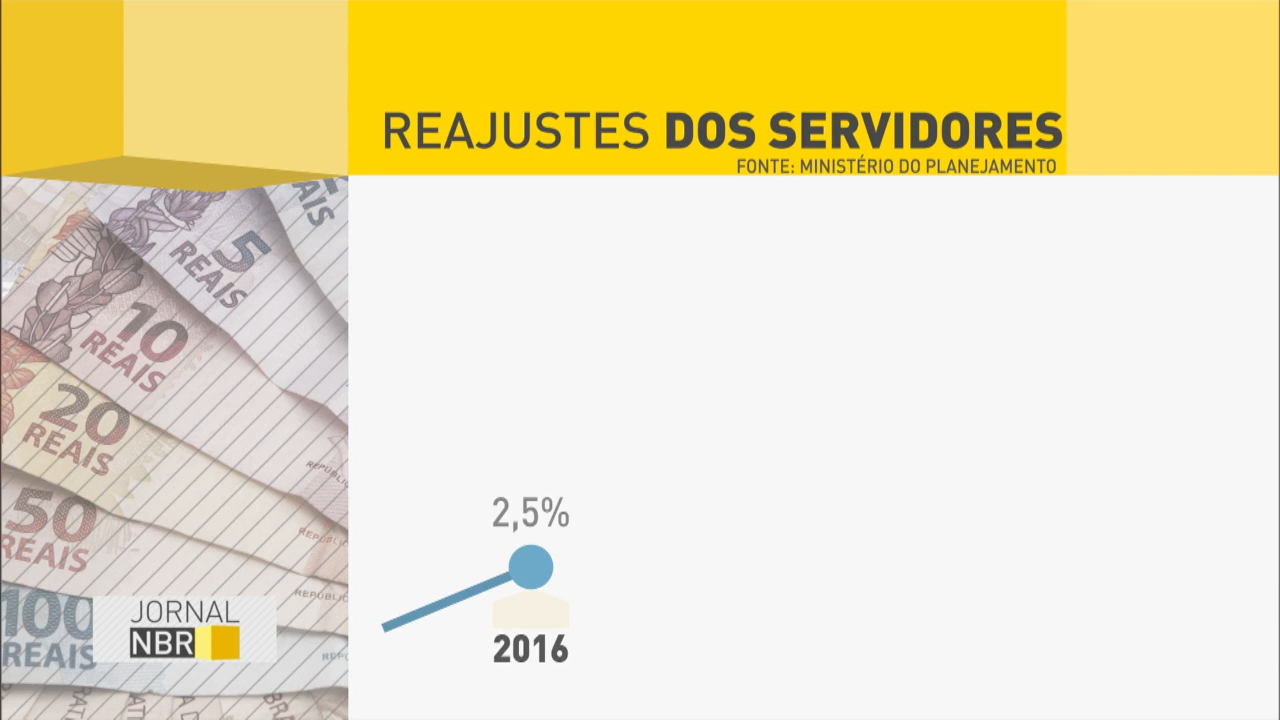 REAJUSTES DOS SERVIDORES
FONTE: MINISTÉRIO DO PLANEJAMENTO
AIS
5
REAIS
10
REAIS
20
REAIS
50
REAIS
100
REAIS
2,5%
2016
JORNAL
NBR